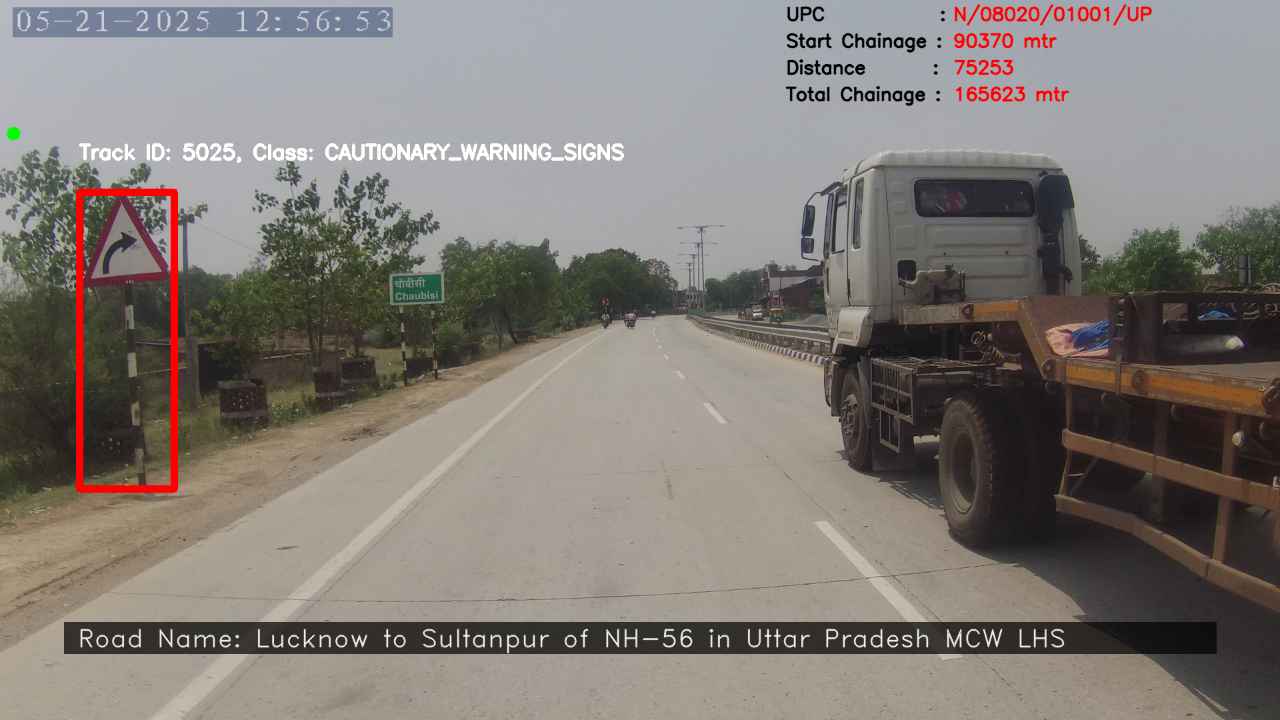 05-21-2025 12:56:53
UPC : N/08020/01001/UP
Start Chainage : 90370 mtr
Distance : 75253
Total Chainage : 165623 mtr
Track ID: 5025, Class: CAUTIONARY_WARNING_SIGNS
चौबीसी
Chaubisi
Road Name: Lucknow to Sultanpur of NH-56 in Uttar Pradesh MCW LHS